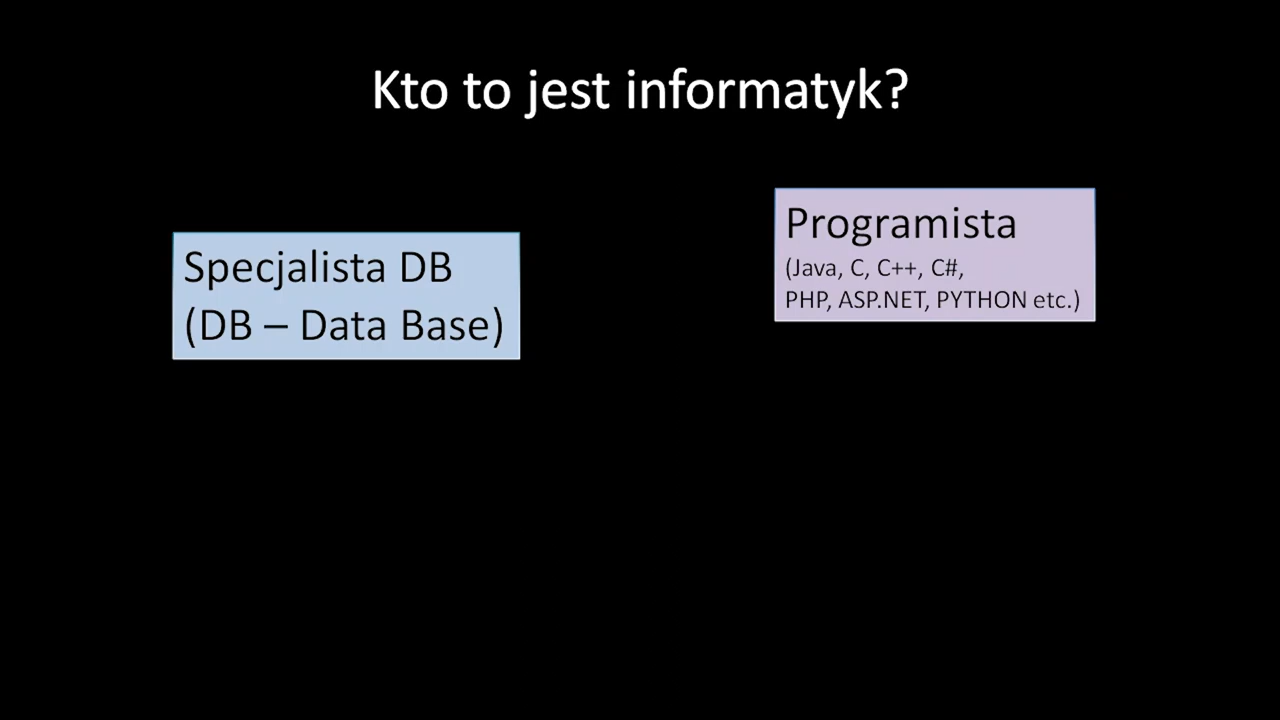 Kto to jest informatyk?
Specjalista DB
(DB – Data Base)
Programista
(Java, C, C++, C#,
PHP, ASP.NET, PYTHON etc.)